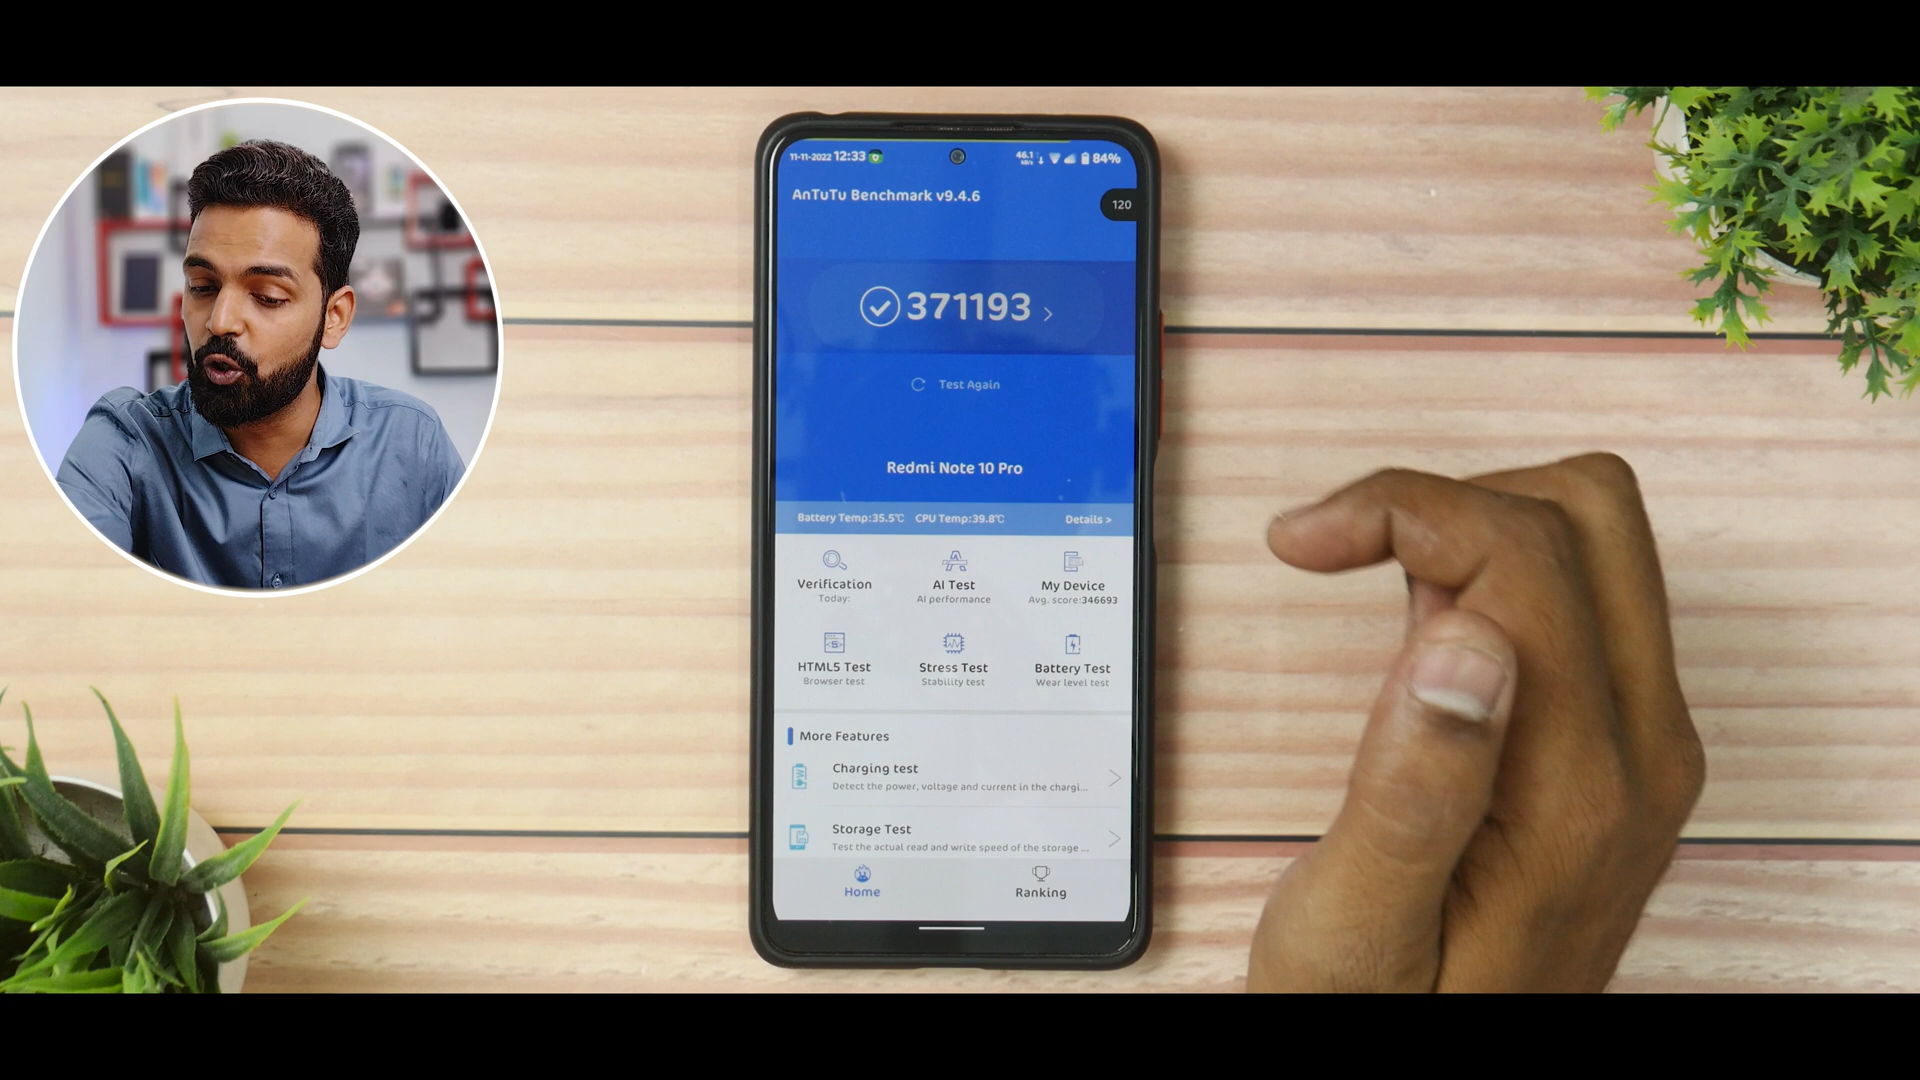 11-11-2022 12:33
46.1
kB/s
84%
AnTuTu Benchmark v9.4.6
120
371193
Test Again
Redmi Note 10 Pro
Battery Temp:35.5℃ CPU Temp:39.8℃ Details >
Verification
Today:
AI Test
AI performance
My Device
Avg. score:346693
HTML5 Test
Browser test
Stress Test
Stability test
Battery Test
Wear level test
More Features
Charging test
Detect the power, voltage and current in the chargi...
Storage Test
Test the actual read and write speed of the storage ...
Home
Ranking